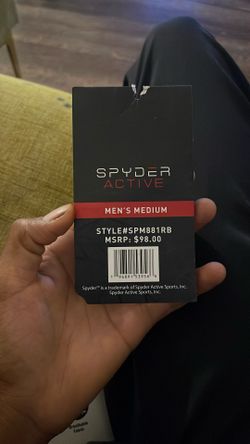 SPYDER
ACTIVE
MEN'S MEDIUM
STYLE#SPM881RB
MSRP: $98.00
Spyder™ is a trademark of Spyder Active Sports, Inc.
Spyder Active Sports, Inc.